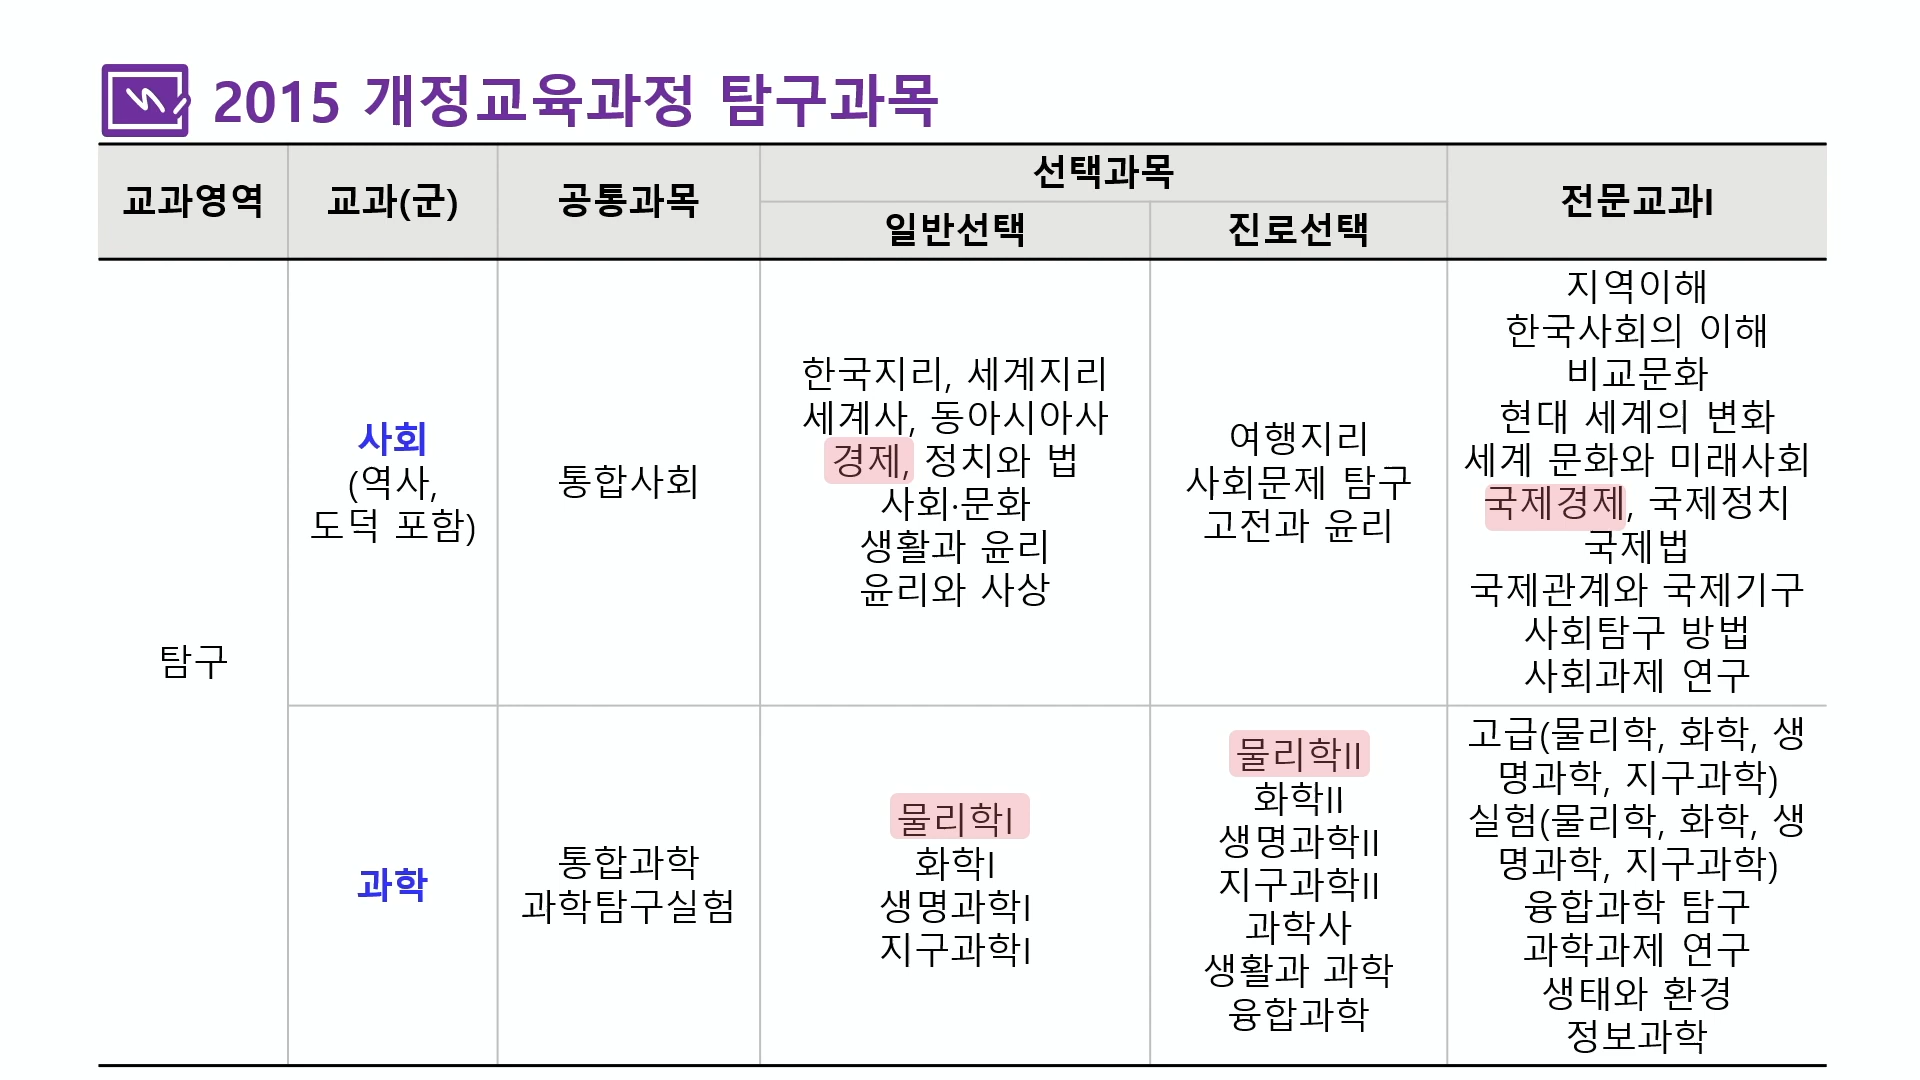 2015 개정교육과정 탐구과목
교과영역
교과(군)
공통과목
선택과목
일반선택
진로선택
전문교과I
탐구
사회
(역사,
도덕 포함)
통합사회
한국지리, 세계지리
세계사, 동아시아사
경제, 정치와 법
사회·문화
생활과 윤리
윤리와 사상
여행지리
사회문제 탐구
고전과 윤리
지역이해
한국사회의 이해
비교문화
현대 세계의 변화
세계 문화와 미래사회
국제경제, 국제정치
국제법
국제관계와 국제기구
사회탐구 방법
사회과제 연구
과학
통합과학
과학탐구실험
물리학I
화학I
생명과학I
지구과학I
물리학II
화학II
생명과학II
지구과학II
과학사
생활과 과학
융합과학
고급(물리학, 화학, 생
명과학, 지구과학)
실험(물리학, 화학, 생
명과학, 지구과학)
융합과학 탐구
과학과제 연구
생태와 환경
정보과학